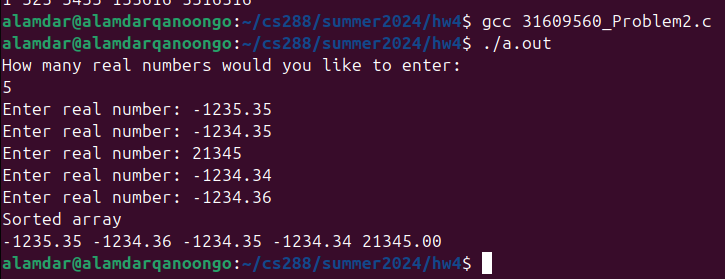 1 323 3433 133616 3316316
alamdar@alamdarqanoongo:~/cs288/summer2024/hw4$ gcc 31609560_Problem2.c
alamdar@alamdarqanoongo:~/cs288/summer2024/hw4$ ./a.out
How many real numbers would you like to enter:
5
Enter real number: -1235.35
Enter real number: -1234.35
Enter real number: 21345
Enter real number: -1234.34
Enter real number: -1234.36
Sorted array
-1235.35 -1234.36 -1234.35 -1234.34 21345.00
alamdar@alamdarqanoongo:~/cs288/summer2024/hw4$